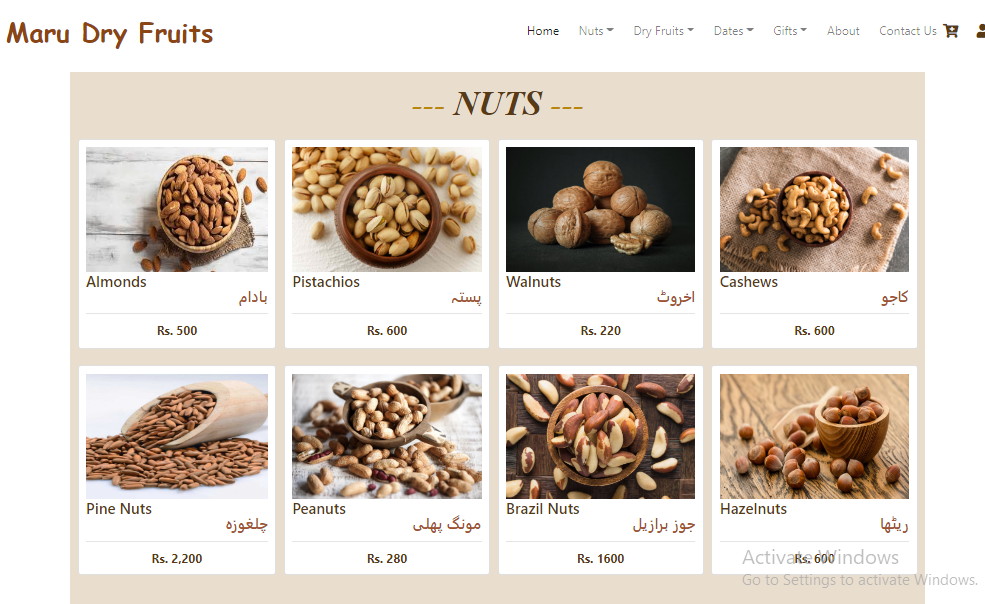 Maru Dry Fruits
Home Nuts Dry Fruits Dates Gifts About Contact Us
--- NUTS ---
Almonds
بادام
Rs. 500
Pistachios
پستہ
Rs. 600
Walnuts
اخروٹ
Rs. 220
Cashews
کاجو
Rs. 600
Pine Nuts
چلغوزہ
Rs. 2,200
Peanuts
مونگ پھلی
Rs. 280
Brazil Nuts
جوز برازیل
Rs. 1600
Hazelnuts
ریٹھا
Rs. 600
Activate Windows
Go to Settings to activate Windows.